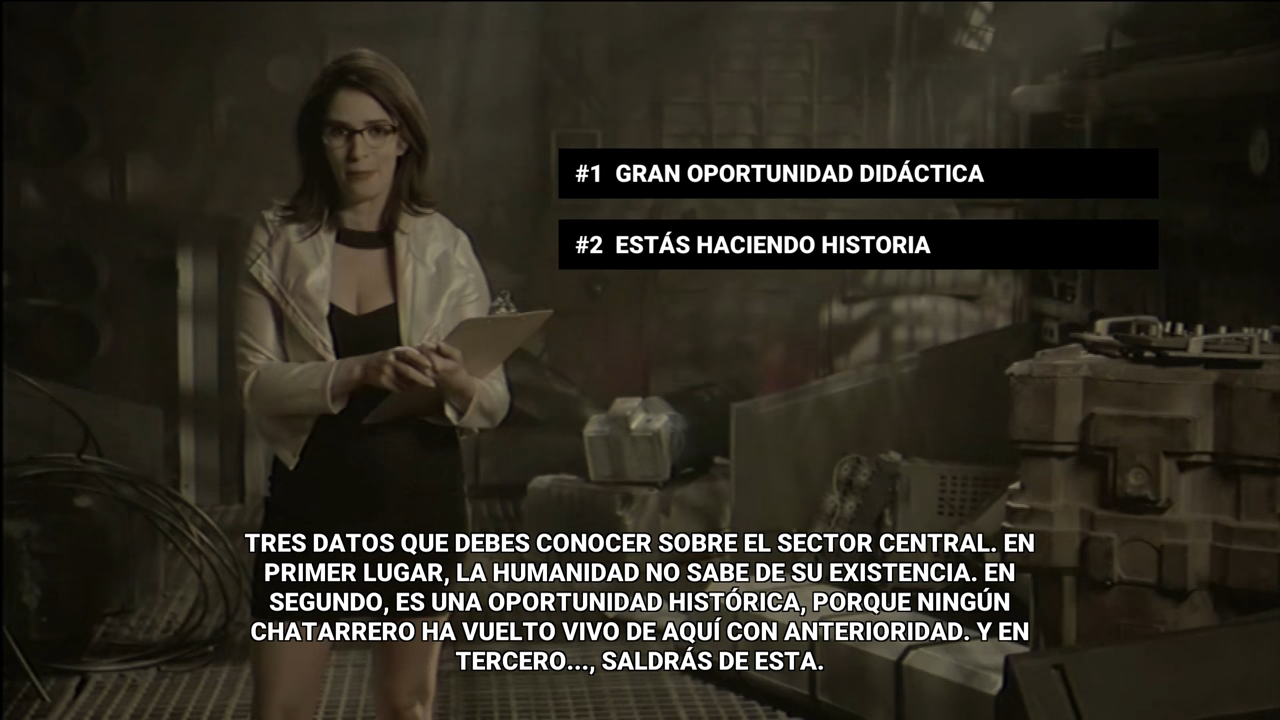 #1 GRAN OPORTUNIDAD DIDÁCTICA
#2 ESTÁS HACIENDO HISTORIA
TRES DATOS QUE DEBES CONOCER SOBRE EL SECTOR CENTRAL. EN
PRIMER LUGAR, LA HUMANIDAD NO SABE DE SU EXISTENCIA. EN
SEGUNDO, ES UNA OPORTUNIDAD HISTÓRICA, PORQUE NINGÚN
CHATARRERO HA VUELTO VIVO DE AQUÍ CON ANTERIORIDAD. Y EN
TERCERO..., SALDRÁS DE ESTA.